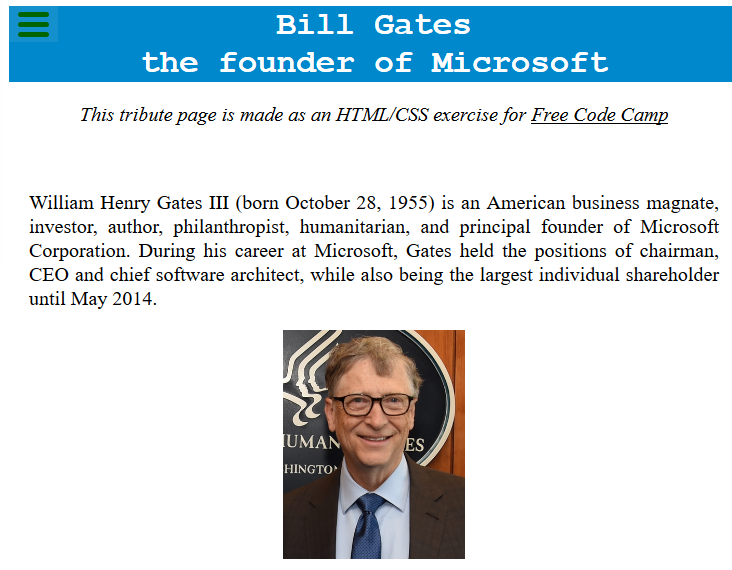 Bill Gates
the founder of Microsoft
This tribute page is made as an HTML/CSS exercise for Free Code Camp
William Henry Gates III (born October 28, 1955) is an American business magnate,
investor, author, philanthropist, humanitarian, and principal founder of Microsoft
Corporation. During his career at Microsoft, Gates held the positions of chairman,
CEO and chief software architect, while also being the largest individual shareholder
until May 2014.
UMAN ES
HINGTO